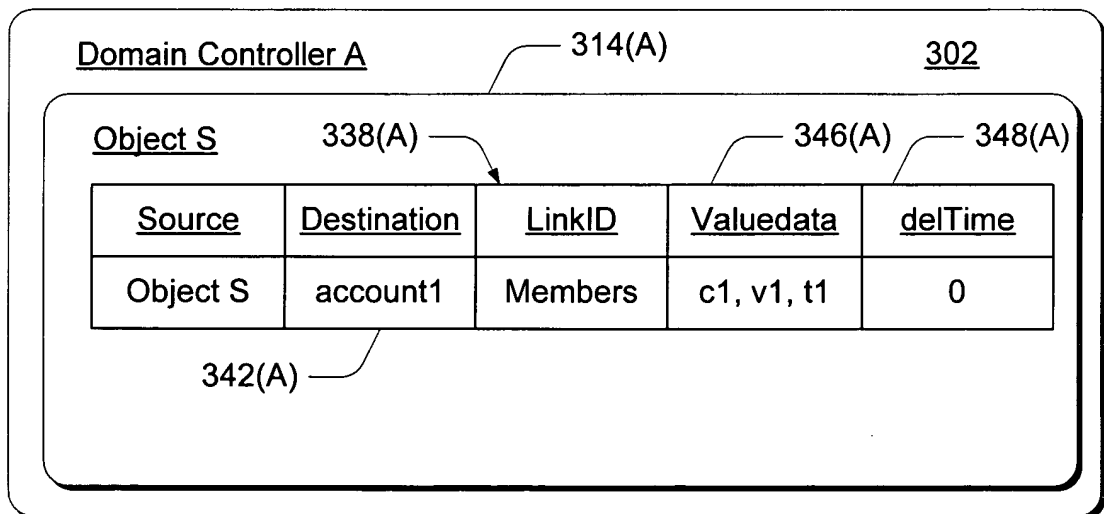 Domain Controller A 314(A) 302
Object S 338(A) 346(A) 348(A)
Source Destination LinkID Valuedata delTime
Object S account1 Members c1, v1, t1 0
342(A)